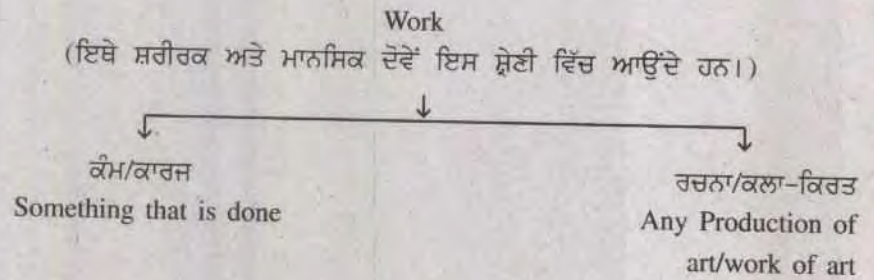 Work
(ਇਥੇ ਸ਼ਰੀਰਕ ਅਤੇ ਮਾਨਸਿਕ ਦੋਵੇਂ ਇਸ ਸ਼੍ਰੇਣੀ ਵਿੱਚ ਆਉਂਦੇ ਹਨ।)
ਕੰਮ/ਕਾਰਜ
Something that is done
ਰਚਨਾ/ਕਲਾ-ਕਿਰਤ
Any Production of
art/work of art